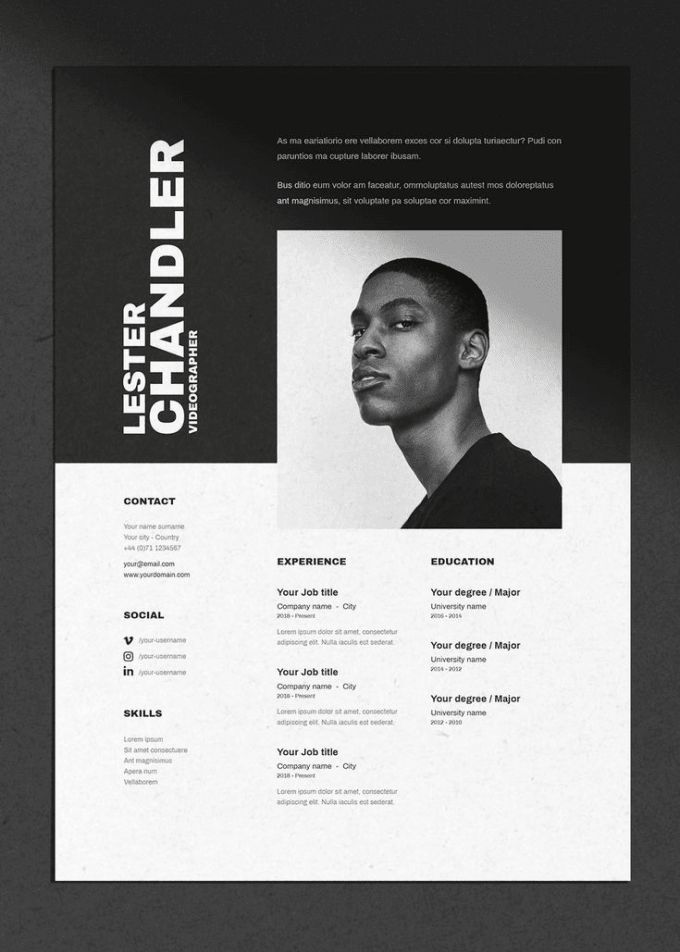 LESTER
CHANDLER
VIDEOGRAPHER
As ma eariatiorio ere vellaborem exces cor si dolupta turiaectur? Pudi con
paruntios ma cupture laborer ibusam.
Bus ditio eum volor am faceatur, ommoluptatus autest mos doloreptatus
ant magnisimus, sit voluptate pa soluptae cor maximint.
CONTACT
Your name surname
Your city - Country
+44 (0)71 1234567
your@email.com
www.yourdomain.com
SOCIAL
/your-username
/your-username
in /your-username
SKILLS
Lorem ipsum
Sit amet consectuere
Ant magnisimus
Apera num
Vellaborem
EXPERIENCE
Your Job title
Company name - City
2018 - Present
Lorem ipsum dolor sit amet, consectetur
adipiscing elit. Nulla iaculis est sederat.
Your Job title
Company name - City
2018 - Present
Lorem ipsum dolor sit amet, consectetur
adipiscing elit. Nulla iaculis est sederat.
Your Job title
Company name - City
2018 - Present
Lorem ipsum dolor sit amet, consectetur
adipiscing elit. Nulla iaculis est sederat.
EDUCATION
Your degree / Major
University name
2016 - 2014
Your degree / Major
University name
2014 - 2012
Your degree / Major
University name
2012 - 2010